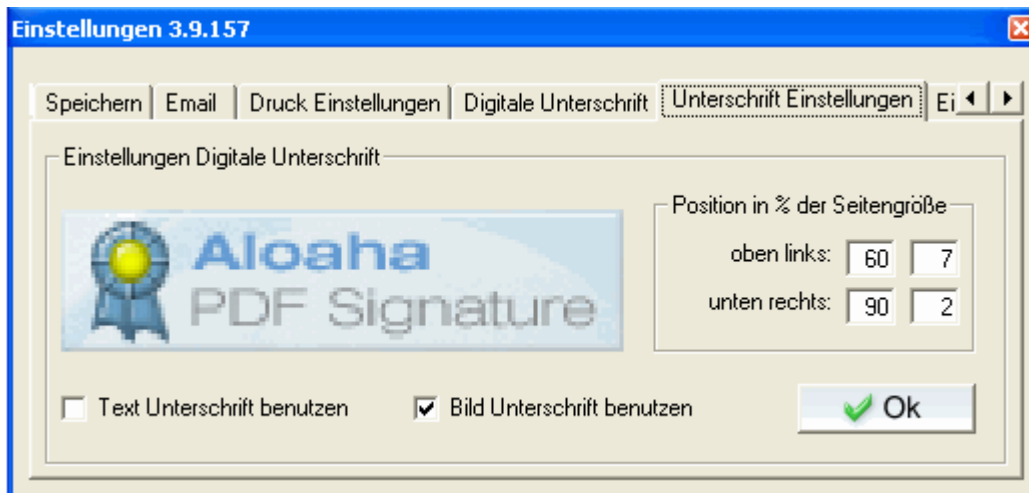 Einstellungen 3.9.157
Speichern Email Druck Einstellungen Digitale Unterschrift Unterschrift Einstellungen Ei
Einstellungen Digitale Unterschrift
Aloaha
PDF Signature
Position in % der Seitengröße
oben links: 60 7
unten rechts: 90 2
Text Unterschrift benutzen Bild Unterschrift benutzen Ok